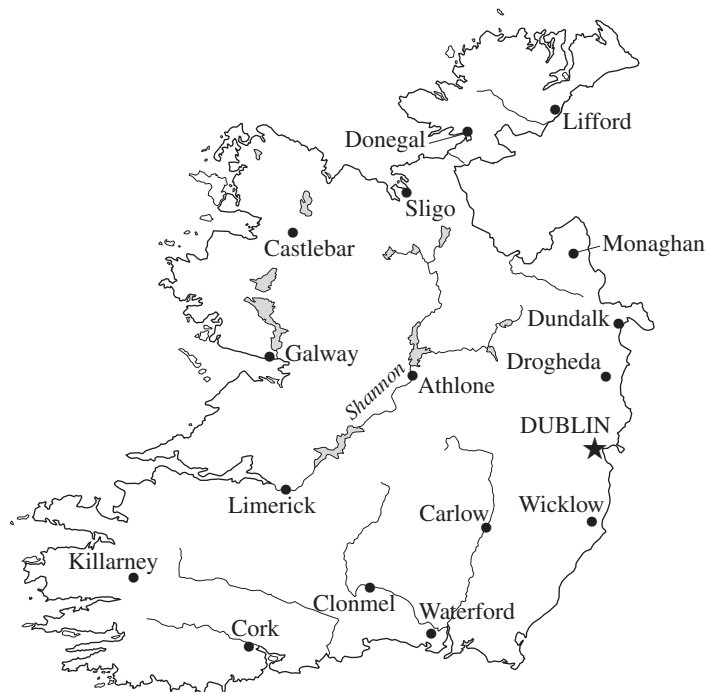 Lifford
Donegal
Sligo
Castlebar
Monaghan
Dundalk
Galway
Drogheda
Shannon
Athlone
DUBLIN
Limerick
Carlow
Wicklow
Killarney
Clonmel
Waterford
Cork